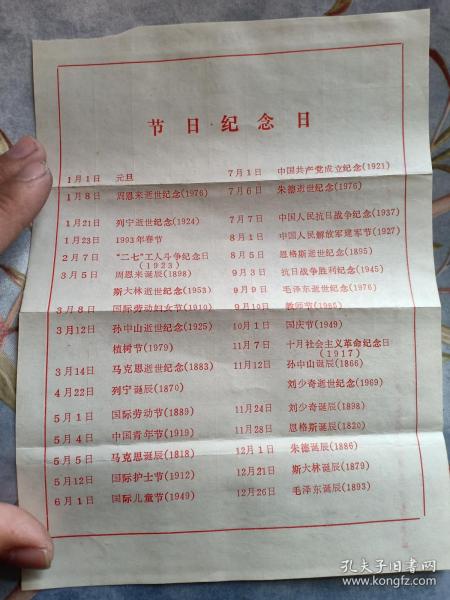 节日·纪念日
1月1日 元旦
1月8日 周恩来逝世纪念(1976)
1月21日 列宁逝世纪念(1924)
1月23日 1993年春节
2月7日 “二七”工人斗争纪念日
(1923)
3月5日 周恩来诞辰(1898)
斯大林逝世纪念(1953)
3月8日 国际劳动妇女节(1910)
3月12日 孙中山逝世纪念(1925)
植树节(1979)
3月14日 马克思逝世纪念(1883)
4月22日 列宁诞辰(1870)
5月1日 国际劳动节(1889)
5月4日 中国青年节(1919)
5月5日 马克思诞辰(1818)
5月12日 国际护士节(1912)
6月1日 国际儿童节(1949)
7月1日 中国共产党成立纪念(1921)
7月6日 朱德逝世纪念(1976)
7月7日 中国人民抗日战争纪念(1937)
8月1日 中国人民解放军建军节(1927)
8月5日 恩格斯逝世纪念(1895)
9月3日 抗日战争胜利纪念(1945)
9月9日 毛泽东逝世纪念(1976)
9月10日 教师节(1985)
10月1日 国庆节(1949)
11月7日 十月社会主义革命纪念日
(1917)
11月12日 孙中山诞辰(1866)
刘少奇逝世纪念(1969)
11月24日 刘少奇诞辰(1898)
11月28日 恩格斯诞辰(1820)
12月1日 朱德诞辰(1886)
12月21日 斯大林诞辰(1879)
12月26日 毛泽东诞辰(1893)
孔夫子旧书网
www.kongfz.com